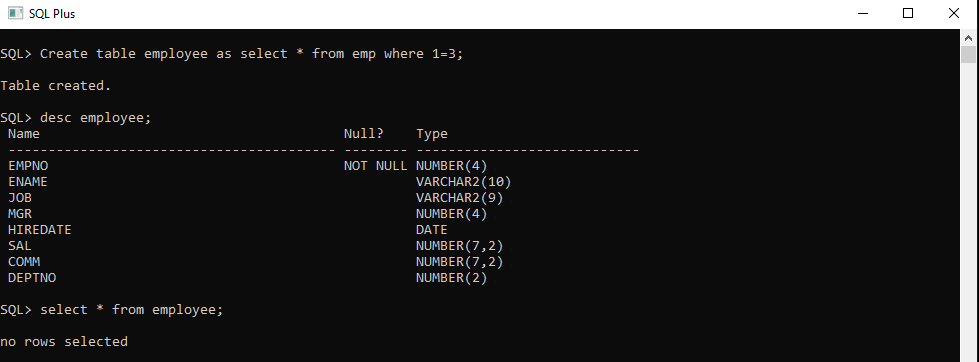 SQL Plus
SQL> Create table employee as select * from emp where 1=3;
Table created.
SQL> desc employee;
 Name                                      Null?    Type
 ----------------------------------------- -------- ----------------------------
 EMPNO                                     NOT NULL NUMBER(4)
 ENAME                                              VARCHAR2(10)
 JOB                                                VARCHAR2(9)
 MGR                                                NUMBER(4)
 HIREDATE                                           DATE
 SAL                                                NUMBER(7,2)
 COMM                                               NUMBER(7,2)
 DEPTNO                                             NUMBER(2)
SQL> select * from employee;
no rows selected